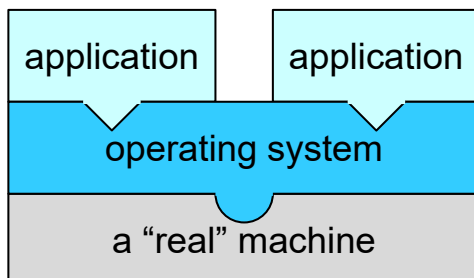 application
application
operating system
a “real” machine